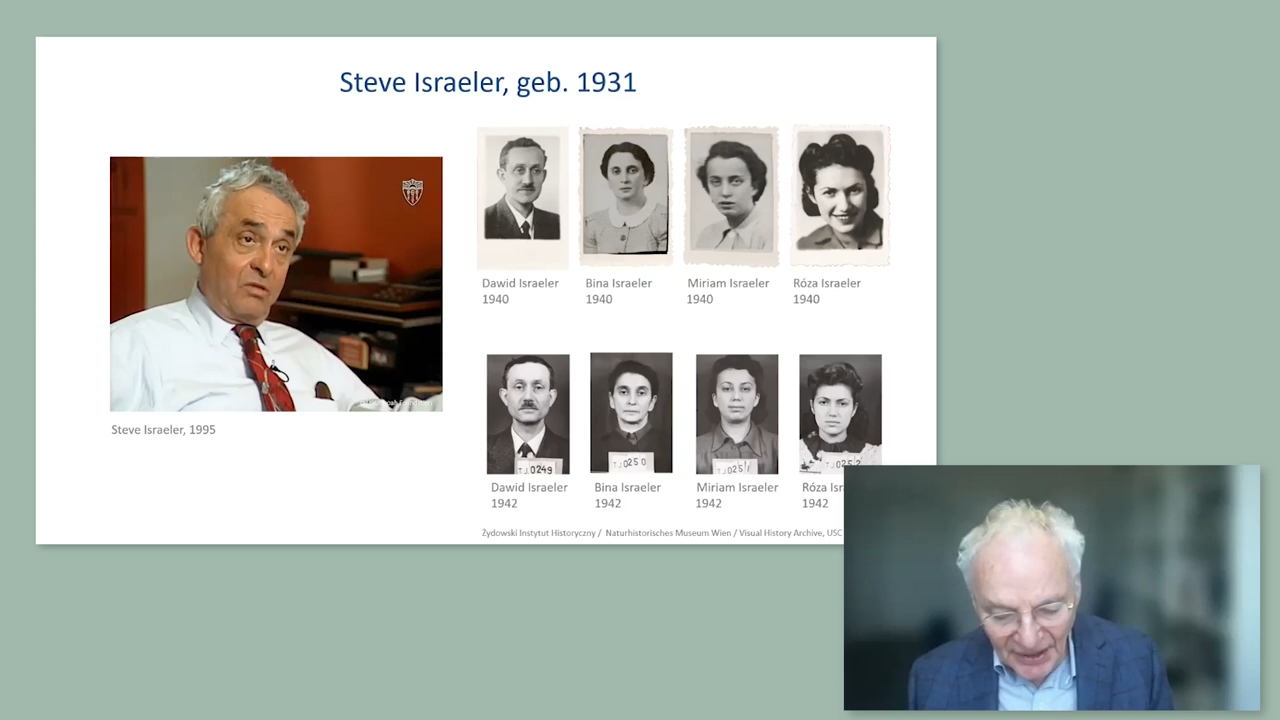 Steve Israeler, geb. 1931
Dawid Israeler
1940
Bina Israeler
1940
Miriam Israeler
1940
Róza Israeler
1940
Steve Israeler, 1995
T.J.0249
TJ0250
Dawid Israeler
1942
Bina Israeler
1942
Miriam Israeler
1942
Róza
1942
Żydowski Instytut Historyczny / Naturhistorisches Museum Wien / Visual History Archive, USC